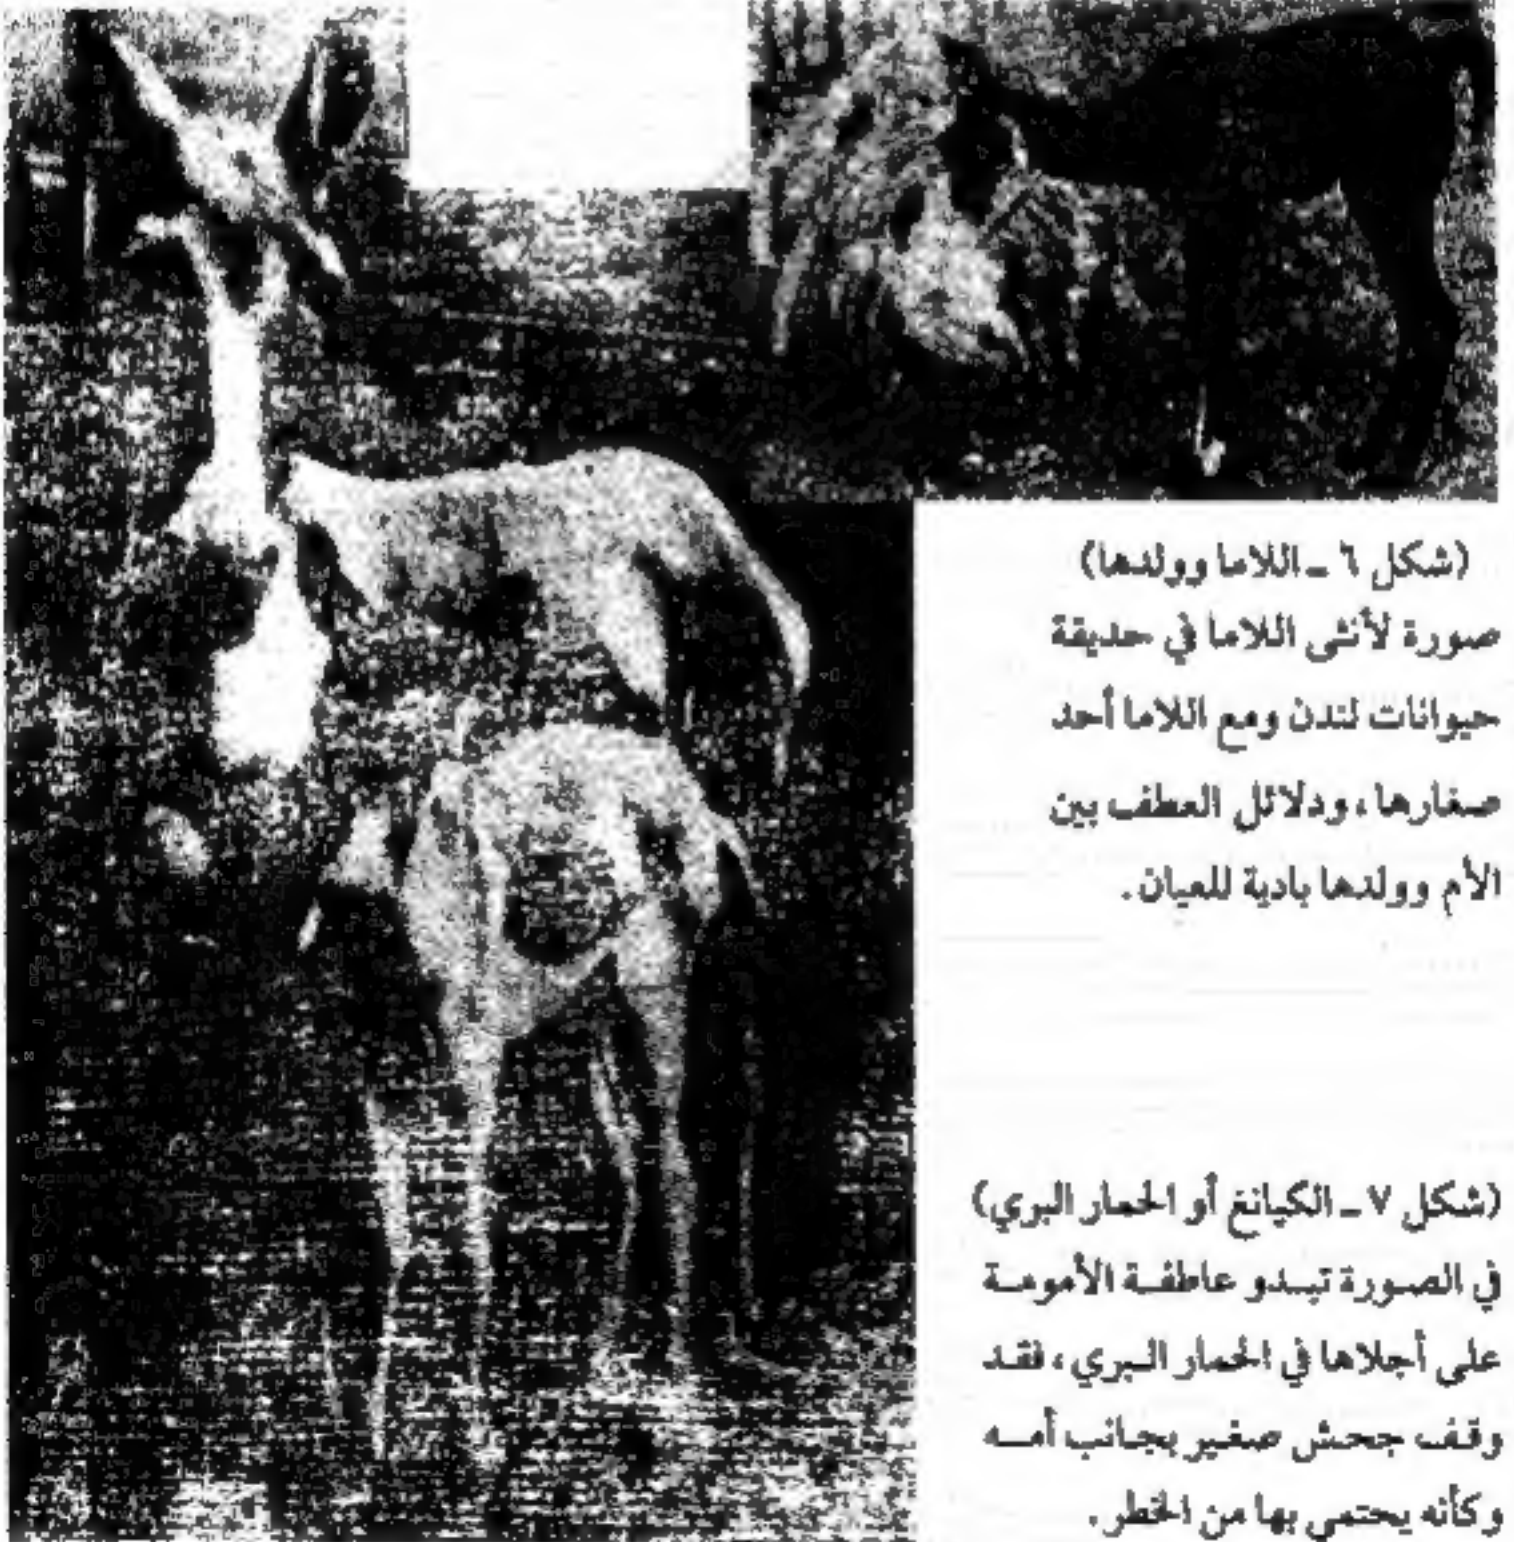 (شكل ٦ ـ اللاما وولدها)
صورة لأنثى اللاما في حديقة
حيوانات لندن ومع اللاما أحد
صغارها، ودلائل العطف بين
الأم وولدها بادية للعيان.
(شكل ٧ ـ الكيانغ أو الحمار البري)
في الصورة تبدو عاطفة الأمومة
على أجلاها في الحمار البري، فقد
وقف جحش صغير بجانب أمه
وكأنه يحتمي بها من الخطر.